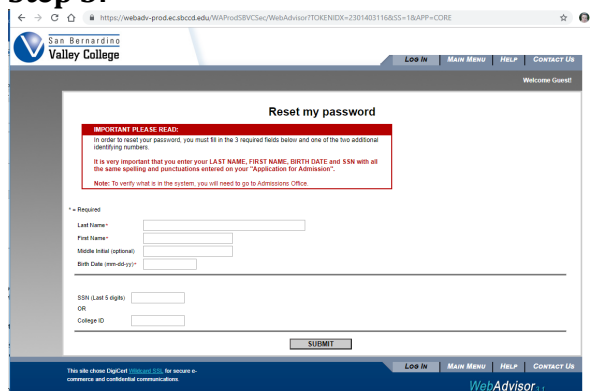 Step 3:
https://webadv-prod.ec.sbccd.edu/WAProdSBVCSec/WebAdvisor?TOKENIDX=2301403116&SS=1&APP=CORE
San Bernardino
Valley College
LOG IN MAIN MENU HELP CONTACT US
Welcome Guest!
Reset my password
IMPORTANT PLEASE READ:
In order to reset your password, you must fill in the 3 required fields below and one of the two additional
identifying numbers.
It is very important that you enter your LAST NAME, FIRST NAME, BIRTH DATE and SSN with all
the same spelling and punctuations entered on your "Application for Admission".
Note: To verify what is in the system, you will need to go to Admissions Office.
* = Required
Last Name*
First Name*
Middle Initial (optional)
Birth Date (mm-dd-yy)*
SSN (Last 5 digits)
OR
College ID
SUBMIT
LOG IN MAIN MENU HELP CONTACT US
This site chose DigiCert Wildcard SSL for secure e-
commerce and confidential communications.
WebAdvisor 3.1